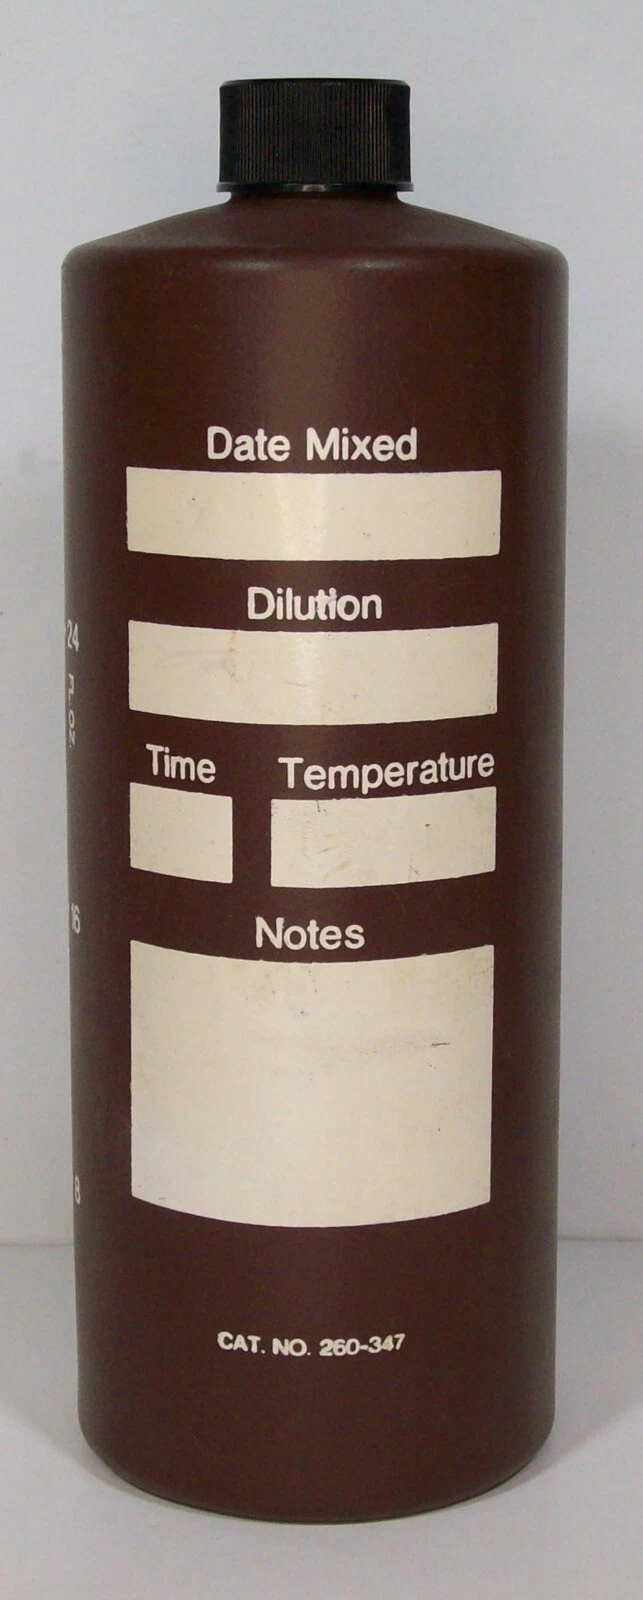 Date Mixed
Dilution
24
FL. OZ.
Time Temperature
16
Notes
8
CAT. NO. 260-347